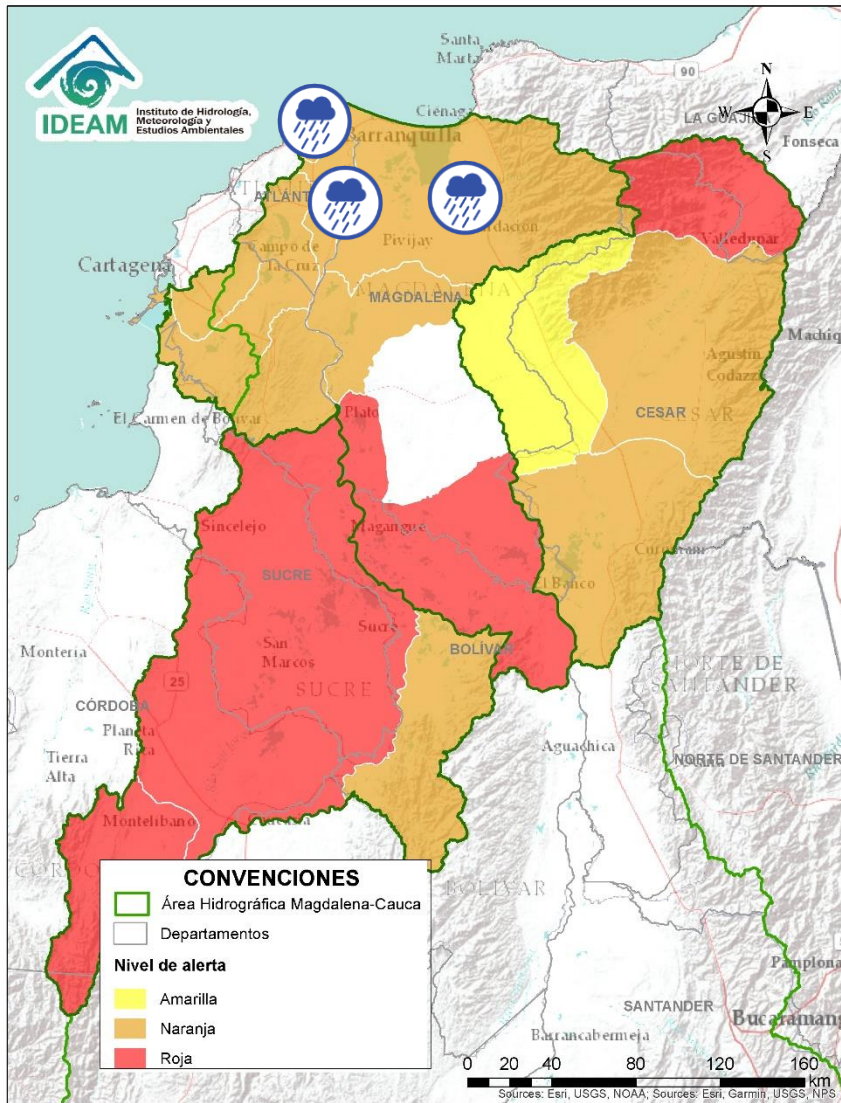 IDEAM
Instituto de Hidrología,
Meteorología y
Estudios Ambientales
Santa
Marta
90
N
W
E
S
LA GUAJIRA
Fonseca
Ciénaga
Barranquilla
Valledupar
Pivijay
Campo de
la Cruz
Cartagena
MAGDALENA
Agustín
Codazzi
CESAR
CESAR
El Carmen de Bolívar
Plato
Sincelejo
Magangué
SUCRE
El Banco
Sucre
San
Marcos
BOLÍVAR
SUCRE
Montería
25
CÓRDOBA
Planeta
Rica
Tierra
Alta
NORTE DE
SANTANDER
NORTE DE SANTANDER
Aguachica
Montelíbano
BOLÍVAR
CONVENCIONES
Área Hidrográfica Magdalena-Cauca
Departamentos
Nivel de alerta
Amarilla
Naranja
Roja
Pamplona
SANTANDER
Barrancabermeja
0 20 40 80 120 160
km
Sources: Esri, USGS, NOAA; Sources: Esri, Garmin, USGS, NPS